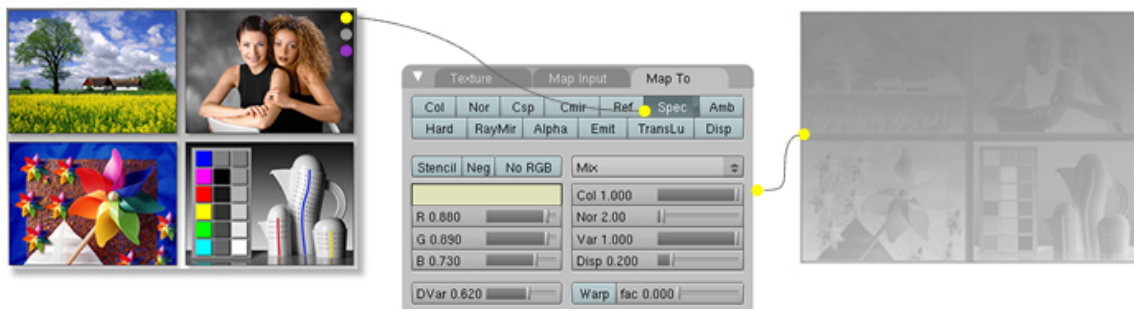 Texture Map Input Map To
Col Nor Csp Cmir Ref Spec Amb
Hard RayMir Alpha Emit TransLu Disp
Stencil Neg No RGB Mix
Col 1.000
R 0.880 Nor 2.00
G 0.890 Var 1.000
B 0.730 Disp 0.200
DVar 0.620 Warp fac 0.000